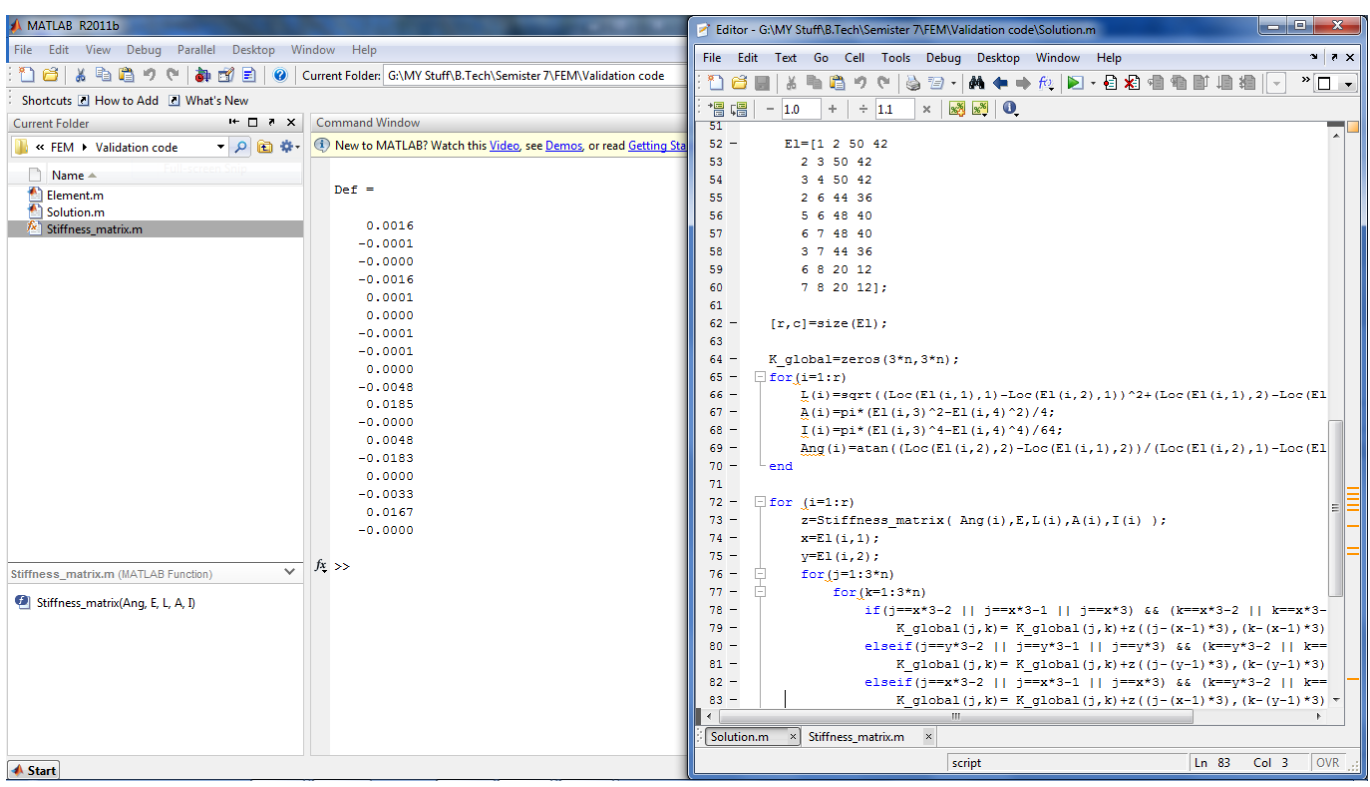 MATLAB R2011b
File Edit View Debug Parallel Desktop Window Help
Current Folder: G:\MY Stuff\B.Tech\Semister 7\FEM\Validation code
Shortcuts How to Add What's New
Current Folder
« FEM Validation code
Name
Element.m
Solution.m
Stiffness_matrix.m
Stiffness_matrix.m (MATLAB Function)
Stiffness_matrix(Ang, E, L, A, I)
Start
Command Window
New to MATLAB? Watch this Video, see Demos, or read Getting Sta
Def =
0.0016
-0.0001
-0.0000
-0.0016
0.0001
0.0000
-0.0001
-0.0001
0.0000
-0.0048
0.0185
-0.0000
0.0048
-0.0183
0.0000
-0.0033
0.0167
-0.0000
fx >>
Editor - G:\MY Stuff\B.Tech\Semister 7\FEM\Validation code\Solution.m
File Edit Text Go Cell Tools Debug Desktop Window Help
- 1.0 + ÷ 1.1 ×
51
52 - El=[1 2 50 42
53 2 3 50 42
54 3 4 50 42
55 2 6 44 36
56 5 6 48 40
57 6 7 48 40
58 3 7 44 36
59 6 8 20 12
60 7 8 20 12];
61
62 - [r,c]=size(El);
63
64 - K_global=zeros(3*n,3*n);
65 - for(i=1:r)
66 - L(i)=sqrt((Loc(El(i,1),1)-Loc(El(i,2),1))^2+(Loc(El(i,1),2)-Loc(El
67 - A(i)=pi*(El(i,3)^2-El(i,4)^2)/4;
68 - I(i)=pi*(El(i,3)^4-El(i,4)^4)/64;
69 - Ang(i)=atan((Loc(El(i,2),2)-Loc(El(i,1),2))/(Loc(El(i,2),1)-Loc(El
70 - end
71
72 - for (i=1:r)
73 - z=Stiffness_matrix( Ang(i),E,L(i),A(i),I(i) );
74 - x=El(i,1);
75 - y=El(i,2);
76 - for(j=1:3*n)
77 - for(k=1:3*n)
78 - if(j==x*3-2 || j==x*3-1 || j==x*3) && (k==x*3-2 || k==x*3-
79 - K_global(j,k)= K_global(j,k)+z((j-(x-1)*3),(k-(x-1)*3)
80 - elseif(j==y*3-2 || j==y*3-1 || j==y*3) && (k==y*3-2 || k==
81 - K_global(j,k)= K_global(j,k)+z((j-(y-1)*3),(k-(y-1)*3)
82 - elseif(j==x*3-2 || j==x*3-1 || j==x*3) && (k==y*3-2 || k==
83 - K_global(j,k)= K_global(j,k)+z((j-(x-1)*3),(k-(y-1)*3)
Solution.m × Stiffness_matrix.m ×
script Ln 83 Col 3 OVR